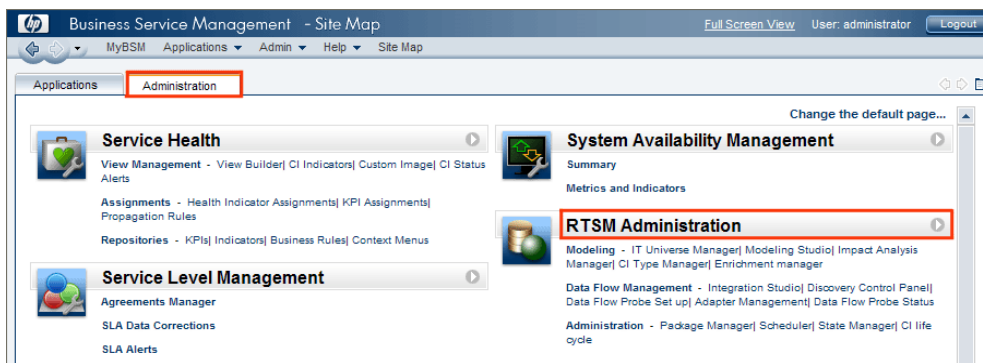 hp Business Service Management - Site Map Full Screen View User: administrator Logout
MyBSM Applications Admin Help Site Map
Applications Administration
Change the default page...
Service Health
View Management - View Builder| CI Indicators| Custom Image| CI Status
Alerts
Assignments - Health Indicator Assignments| KPI Assignments|
Propagation Rules
Repositories - KPIs| Indicators| Business Rules| Context Menus
Service Level Management
Agreements Manager
SLA Data Corrections
SLA Alerts
System Availability Management
Summary
Metrics and Indicators
RTSM Administration
Modeling - IT Universe Manager| Modeling Studio| Impact Analysis
Manager| CI Type Manager| Enrichment manager
Data Flow Management - Integration Studio| Discovery Control Panel|
Data Flow Probe Set up| Adapter Management| Data Flow Probe Status
Administration - Package Manager| Scheduler| State Manager| CI life
cycle